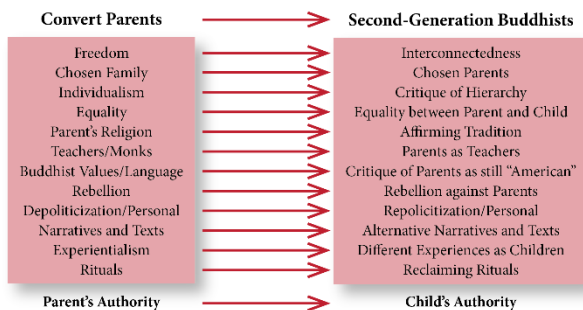 Convert Parents Second-Generation Buddhists
Freedom Interconnectedness
Chosen Family Chosen Parents
Individualism Critique of Hierarchy
Equality Equality between Parent and Child
Parent's Religion Affirming Tradition
Teachers/Monks Parents as Teachers
Buddhist Values/Language Critique of Parents as still "American"
Rebellion Rebellion against Parents
Depoliticization/Personal Repolicitization/Personal
Narratives and Texts Alternative Narratives and Texts
Experientialism Different Experiences as Children
Rituals Reclaiming Rituals
Parent's Authority Child's Authority